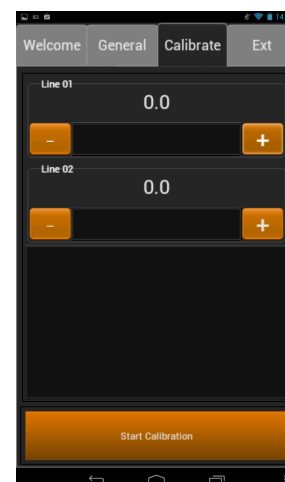 14
Welcome General Calibrate Ext
Line 01
0.0
- +
Line 02
0.0
- +
Start Calibration